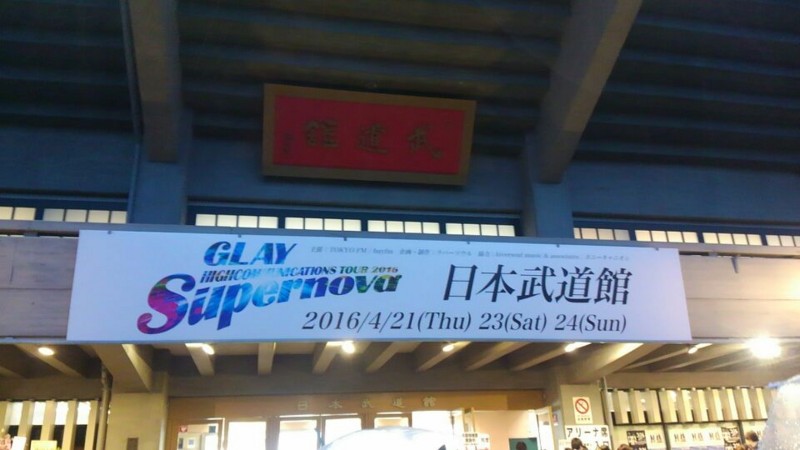 武道館
GLAY
HIGHCOMMUNICATIONS TOUR 2016
Supernova
日本武道館
2016/4/21(Thu) 23(Sat) 24(Sun)
日本武道館
アリーナ席